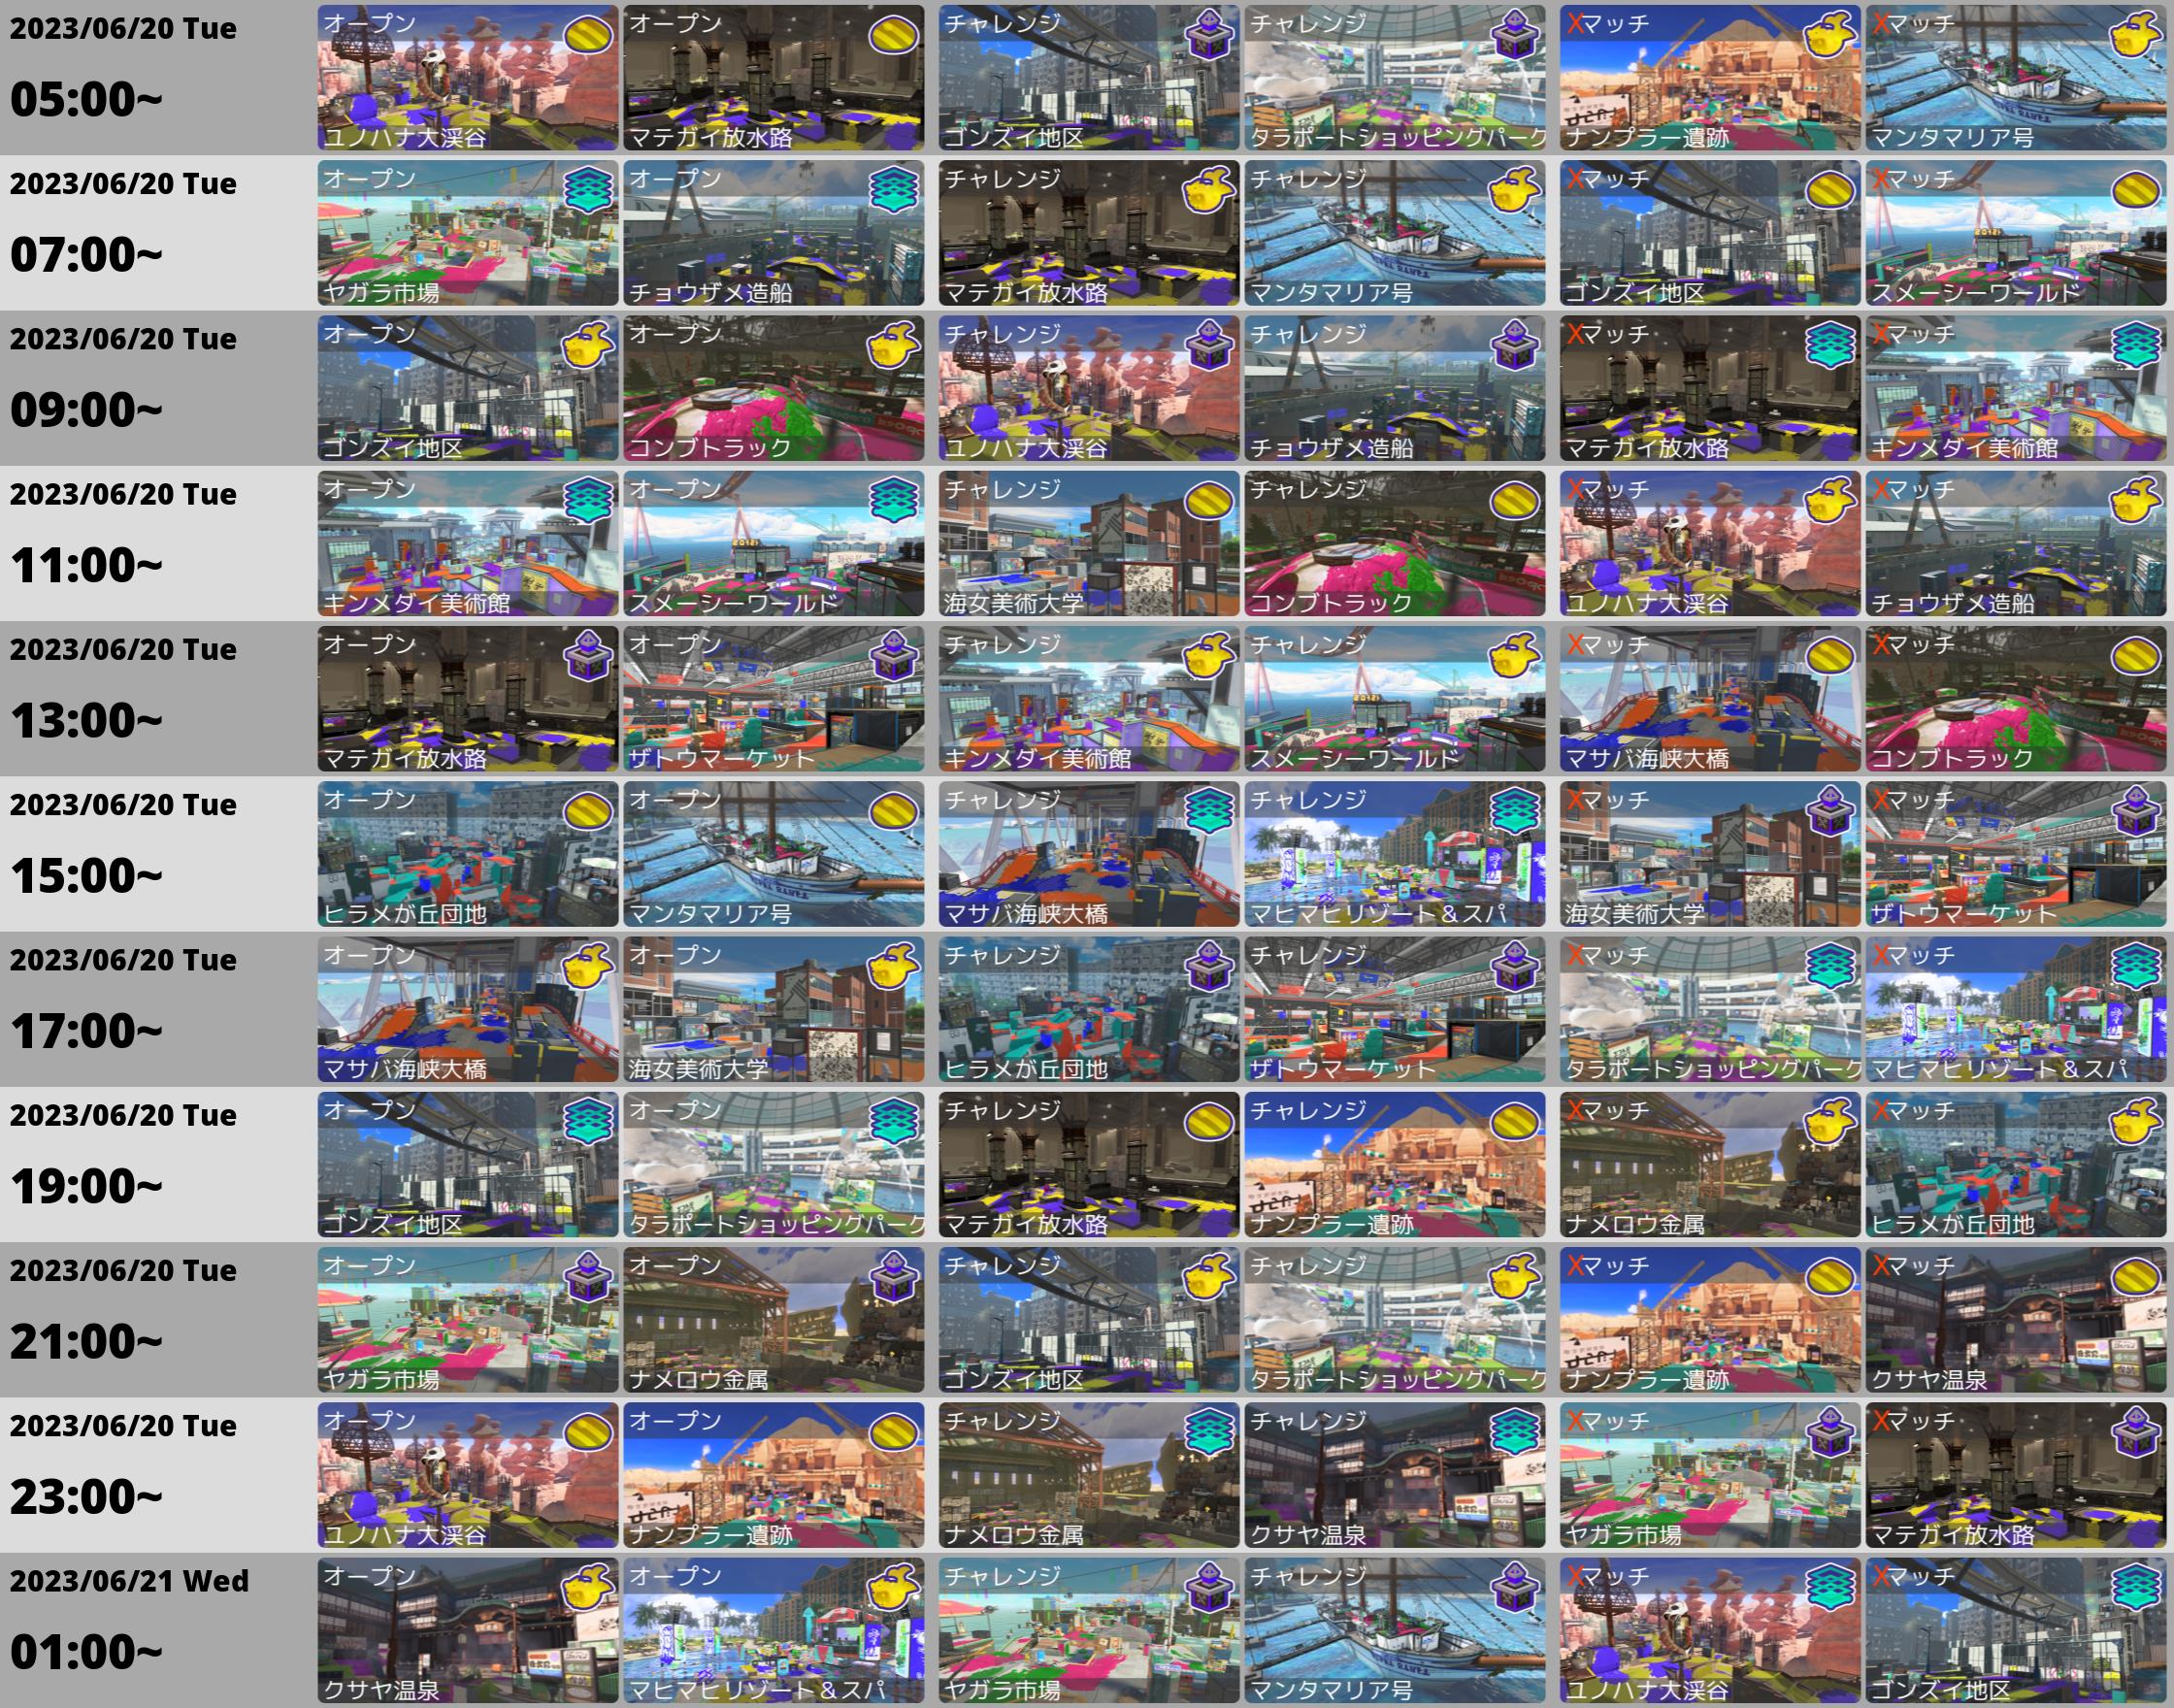 2023/06/20 Tue
05:00~
オープン オープン チャレンジ チャレンジ Xマッチ Xマッチ
ユノハナ大渓谷 マテガイ放水路 ゴンズイ地区 タラポートショッピングパーク ナンプラー遺跡 マンタマリア号
2023/06/20 Tue
07:00~
オープン オープン チャレンジ チャレンジ Xマッチ Xマッチ
ヤガラ市場 チョウザメ造船 マテガイ放水路 マンタマリア号 ゴンズイ地区 スメーシーワールド
2023/06/20 Tue
09:00~
オープン オープン チャレンジ チャレンジ Xマッチ Xマッチ
ゴンズイ地区 コンブトラック ユノハナ大渓谷 チョウザメ造船 マテガイ放水路 キンメダイ美術館
2023/06/20 Tue
11:00~
オープン オープン チャレンジ チャレンジ Xマッチ Xマッチ
キンメダイ美術館 スメーシーワールド 海女美術大学 コンブトラック ユノハナ大渓谷 チョウザメ造船
2023/06/20 Tue
13:00~
オープン オープン チャレンジ チャレンジ Xマッチ Xマッチ
マテガイ放水路 ザトウマーケット キンメダイ美術館 スメーシーワールド マサバ海峡大橋 コンブトラック
2023/06/20 Tue
15:00~
オープン オープン チャレンジ チャレンジ Xマッチ Xマッチ
ヒラメが丘団地 マンタマリア号 マサバ海峡大橋 マヒマヒリゾート&スパ 海女美術大学 ザトウマーケット
2023/06/20 Tue
17:00~
オープン オープン チャレンジ チャレンジ Xマッチ Xマッチ
マサバ海峡大橋 海女美術大学 ヒラメが丘団地 ザトウマーケット タラポートショッピングパーク マヒマヒリゾート&スパ
2023/06/20 Tue
19:00~
オープン オープン チャレンジ チャレンジ Xマッチ Xマッチ
ゴンズイ地区 タラポートショッピングパーク マテガイ放水路 ナンプラー遺跡 ナメロウ金属 ヒラメが丘団地
2023/06/20 Tue
21:00~
オープン オープン チャレンジ チャレンジ Xマッチ Xマッチ
ヤガラ市場 ナメロウ金属 ゴンズイ地区 タラポートショッピングパーク ナンプラー遺跡 クサヤ温泉
2023/06/20 Tue
23:00~
オープン オープン チャレンジ チャレンジ Xマッチ Xマッチ
ユノハナ大渓谷 ナンプラー遺跡 ナメロウ金属 クサヤ温泉 ヤガラ市場 マテガイ放水路
2023/06/21 Wed
01:00~
オープン オープン チャレンジ チャレンジ Xマッチ Xマッチ
クサヤ温泉 マヒマヒリゾート&スパ ヤガラ市場 マンタマリア号 ユノハナ大渓谷 ゴンズイ地区